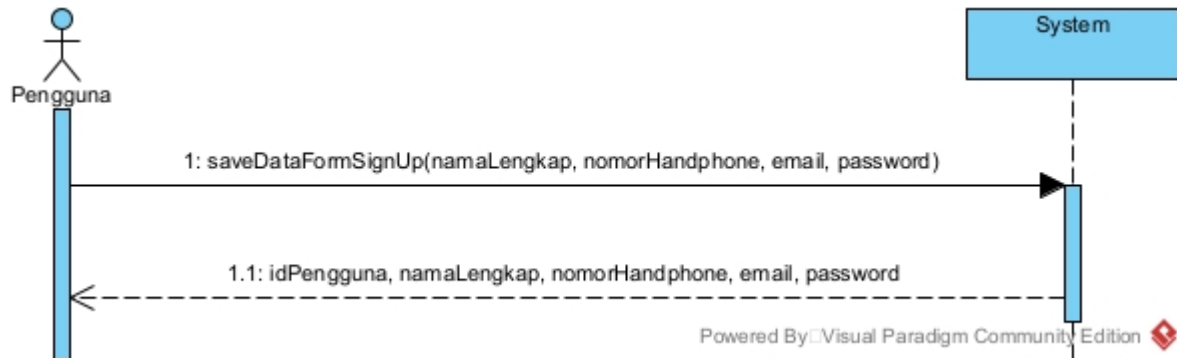 System
Pengguna
1: saveDataFormSignUp(namaLengkap, nomorHandphone, email, password)
1.1: idPengguna, namaLengkap, nomorHandphone, email, password
Powered By Visual Paradigm Community Edition